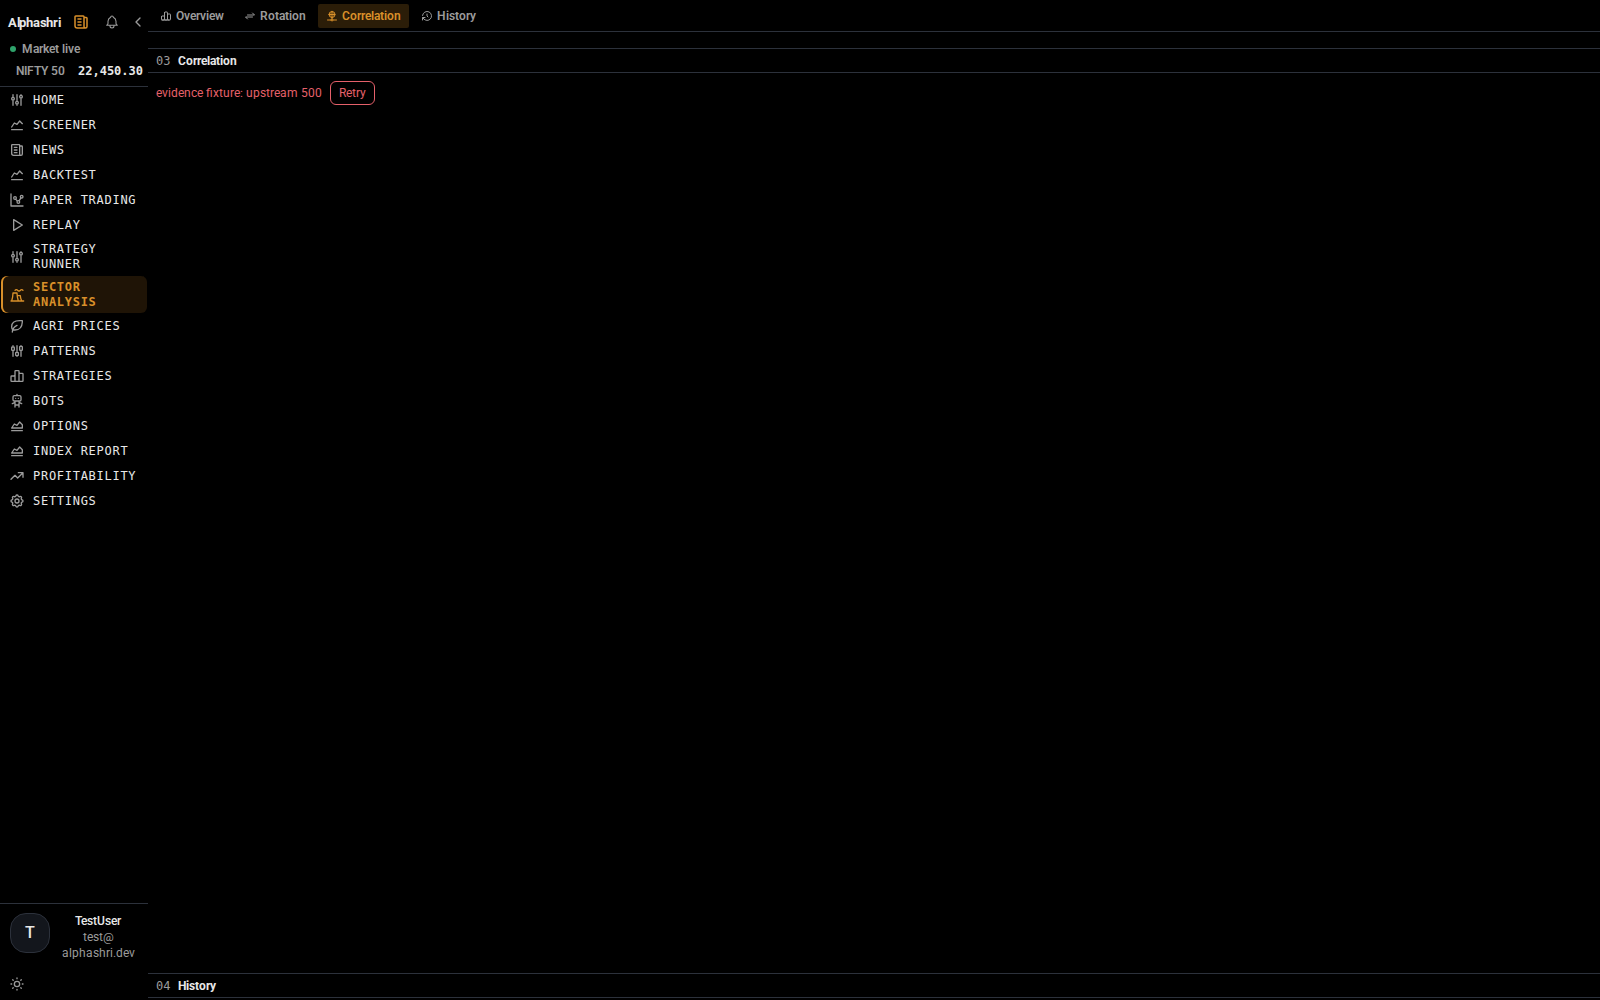 Alphashri
Market live
NIFTY 50 22,450.30
HOME
SCREENER
NEWS
BACKTEST
PAPER TRADING
REPLAY
STRATEGY
RUNNER
SECTOR
ANALYSIS
AGRI PRICES
PATTERNS
STRATEGIES
BOTS
OPTIONS
INDEX REPORT
PROFITABILITY
SETTINGS
T
TestUser
test@
alphashri.dev
Overview Rotation Correlation History
03 Correlation
evidence fixture: upstream 500 Retry
04 History